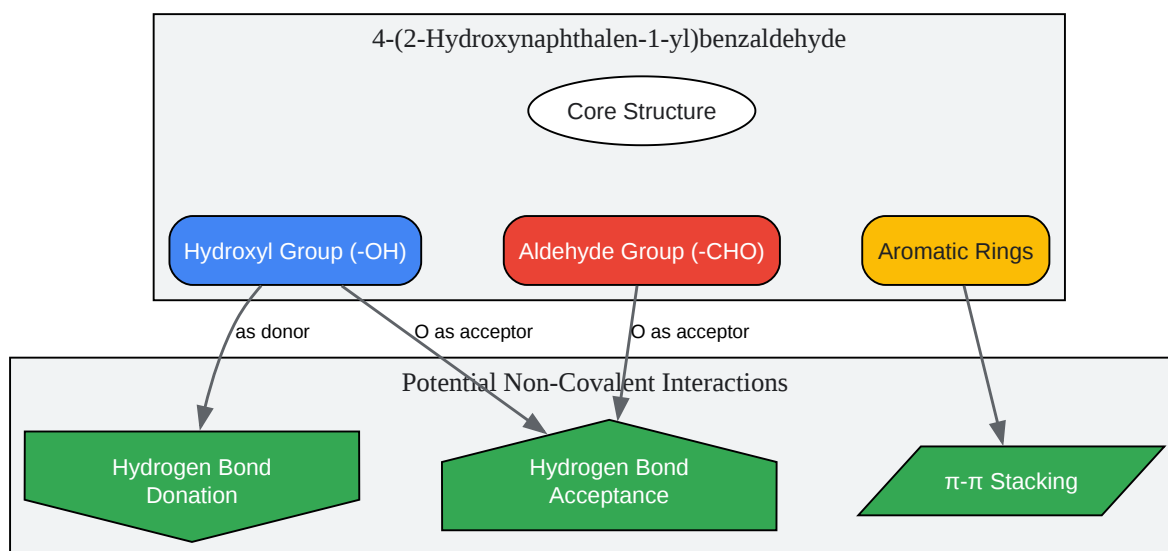 4-(2-Hydroxynaphthalen-1-yl)benzaldehyde
Core Structure
Hydroxyl Group (-OH)
Aldehyde Group (-CHO)
Aromatic Rings
as donor
O as acceptor
O as acceptor
Potential Non-Covalent Interactions
Hydrogen Bond
Donation
Hydrogen Bond
Acceptance
π-π Stacking